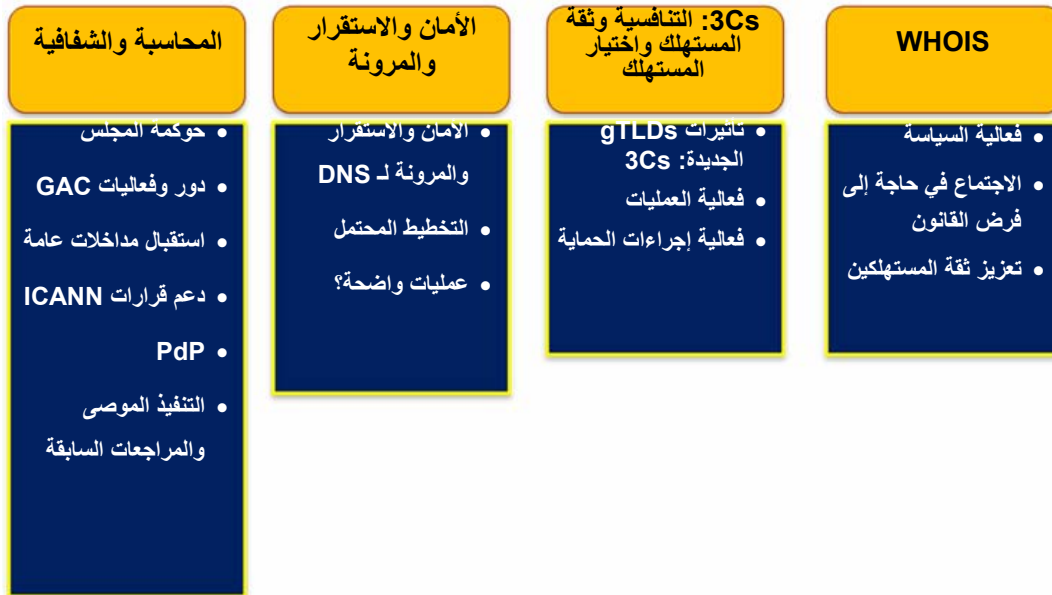 WHOIS
• فعالية السياسة
• الاجتماع في حاجة إلى
فرض القانون
• تعزيز ثقة المستهلكين
3Cs: التنافسية وثقة
المستهلك واختيار
المستهلك
• تأثيرات gTLDs
الجديدة: 3Cs
• فعالية العمليات
• فعالية إجراءات الحماية
الأمان والاستقرار
والمرونة
• الأمان والاستقرار
والمرونة لـ DNS
• التخطيط المحتمل
• عمليات واضحة؟
المحاسبة والشفافية
• حوكمة المجلس
• دور وفعاليات GAC
• استقبال مداخلات عامة
• دعم قرارات ICANN
• PdP
• التنفيذ الموصى
والمراجعات السابقة